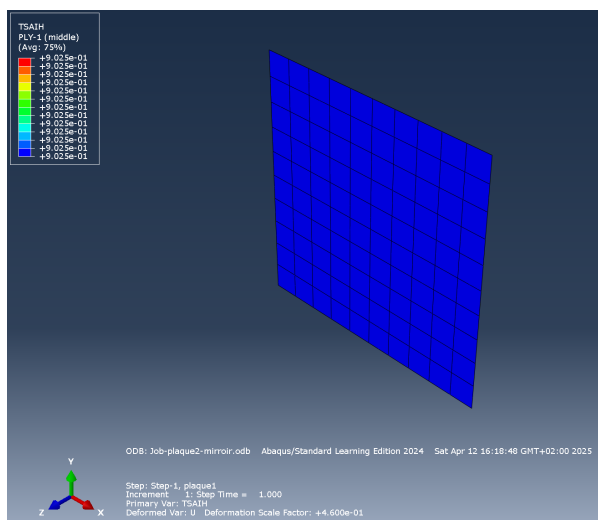 TSAIH
PLY-1 (middle)
(Avg: 75%)
+9.025e-01
+9.025e-01
+9.025e-01
+9.025e-01
+9.025e-01
+9.025e-01
+9.025e-01
+9.025e-01
+9.025e-01
+9.025e-01
+9.025e-01
+9.025e-01
+9.025e-01
ODB: Job-plaque2-mirroir.odb Abaqus/Standard Learning Edition 2024 Sat Apr 12 16:18:48 GMT+02:00 2025
Y
Z X
Step: Step-1, plaque1
Increment 1: Step Time = 1.000
Primary Var: TSAIH
Deformed Var: U Deformation Scale Factor: +4.600e-01